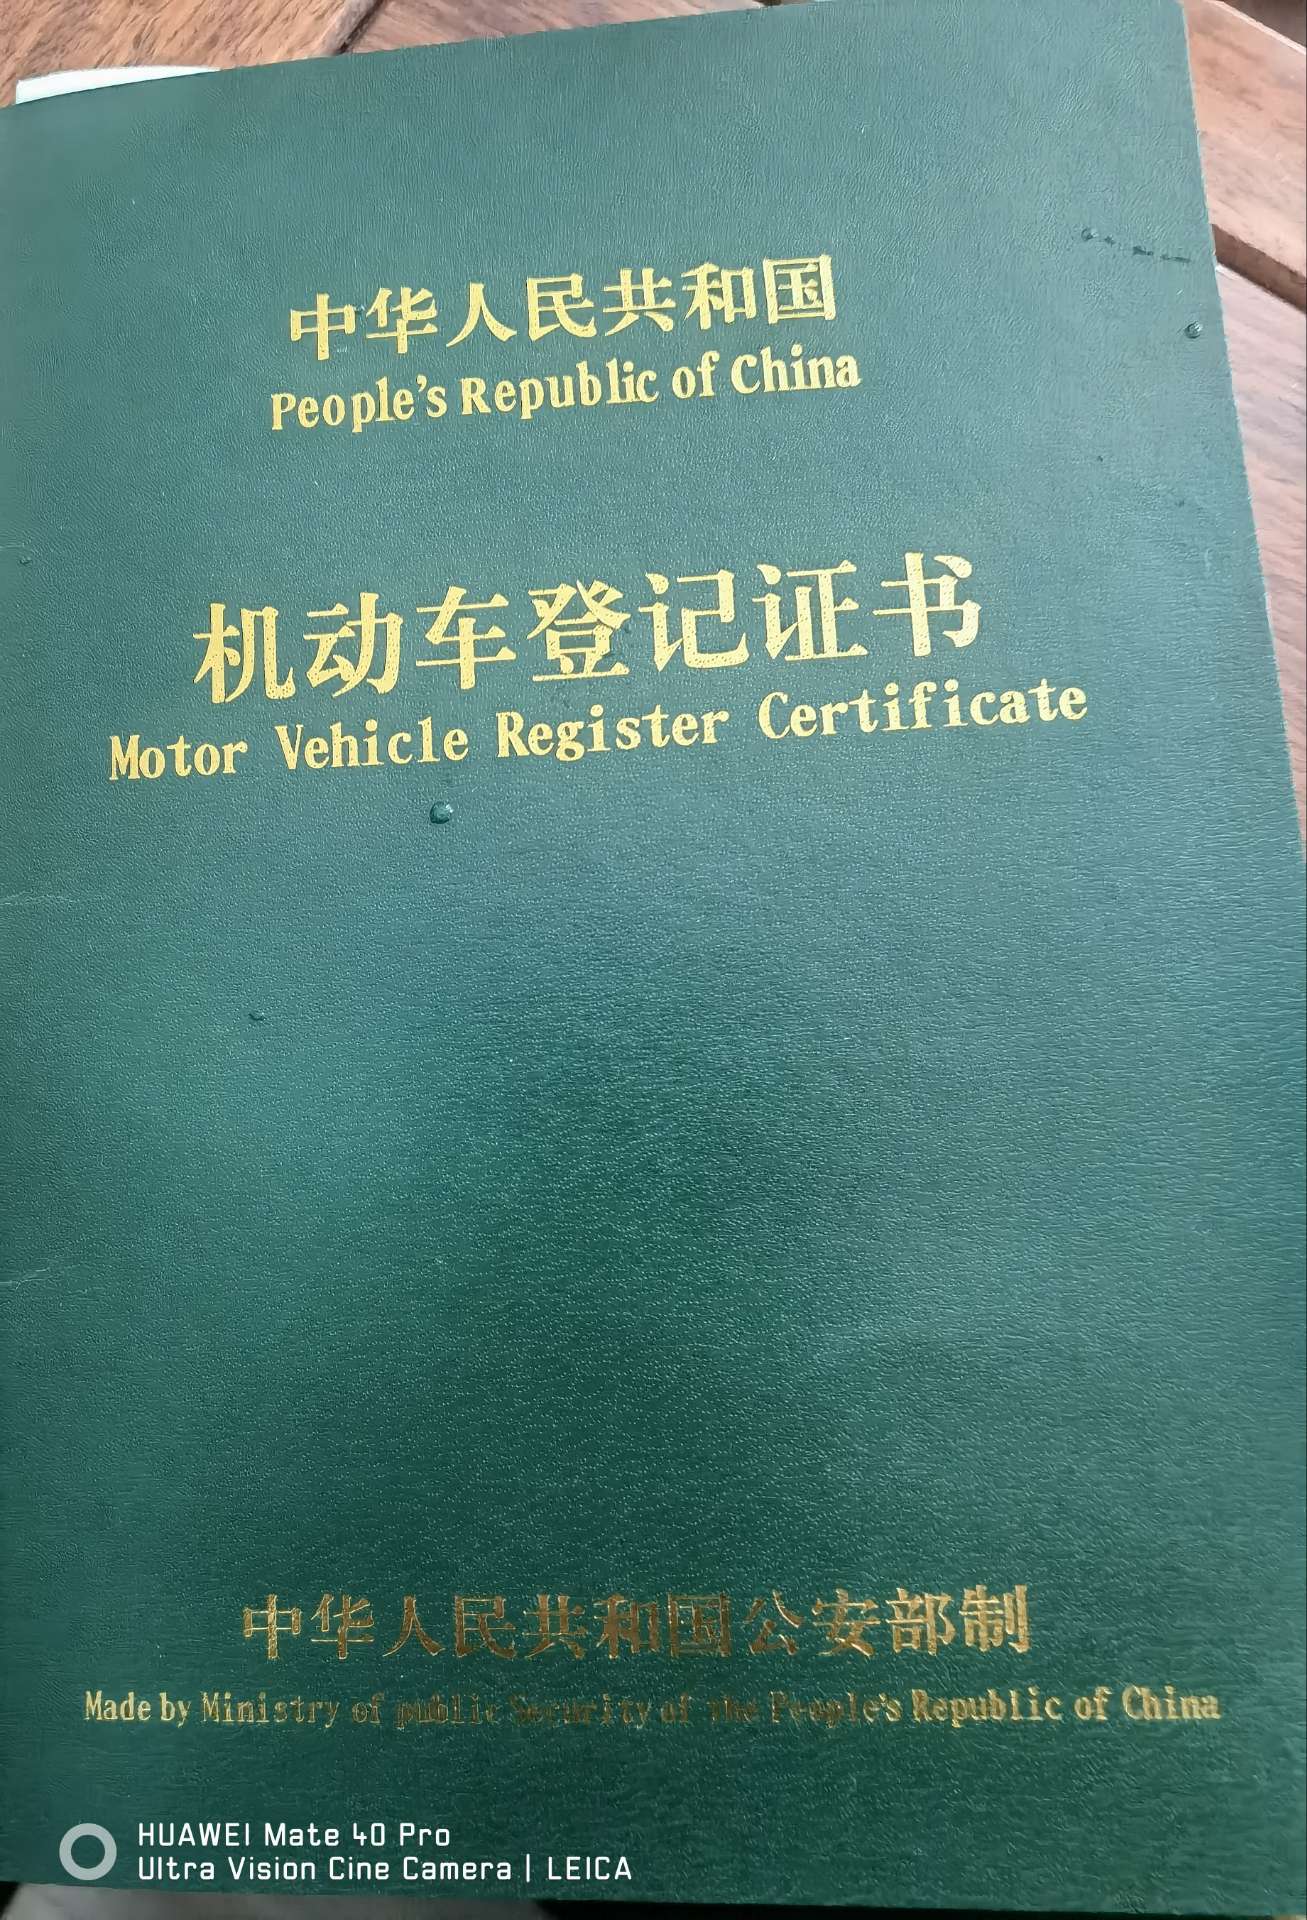 中华人民共和国
People's Republic of China
机动车登记证书
Motor Vehicle Register Certificate
中华人民共和国公安部制
Made by Ministry of public Security of the People's Republic of China
HUAWEI Mate 40 Pro
Ultra Vision Cine Camera | LEICA